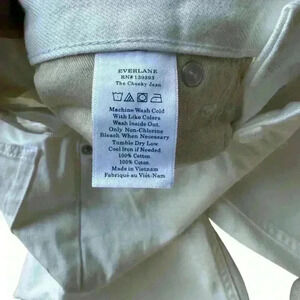 EVERLANE
RN# 139393
The Cheeky Jean
Machine Wash Cold
With Like Colors
Wash Inside Out.
Only Non-Chlorine
Bleach, When Necessary
Tumble Dry Low
Cool Iron if Needed
100% Cotton
100% Coton
Made in Vietnam
Fabriqué au Viêt-Nam